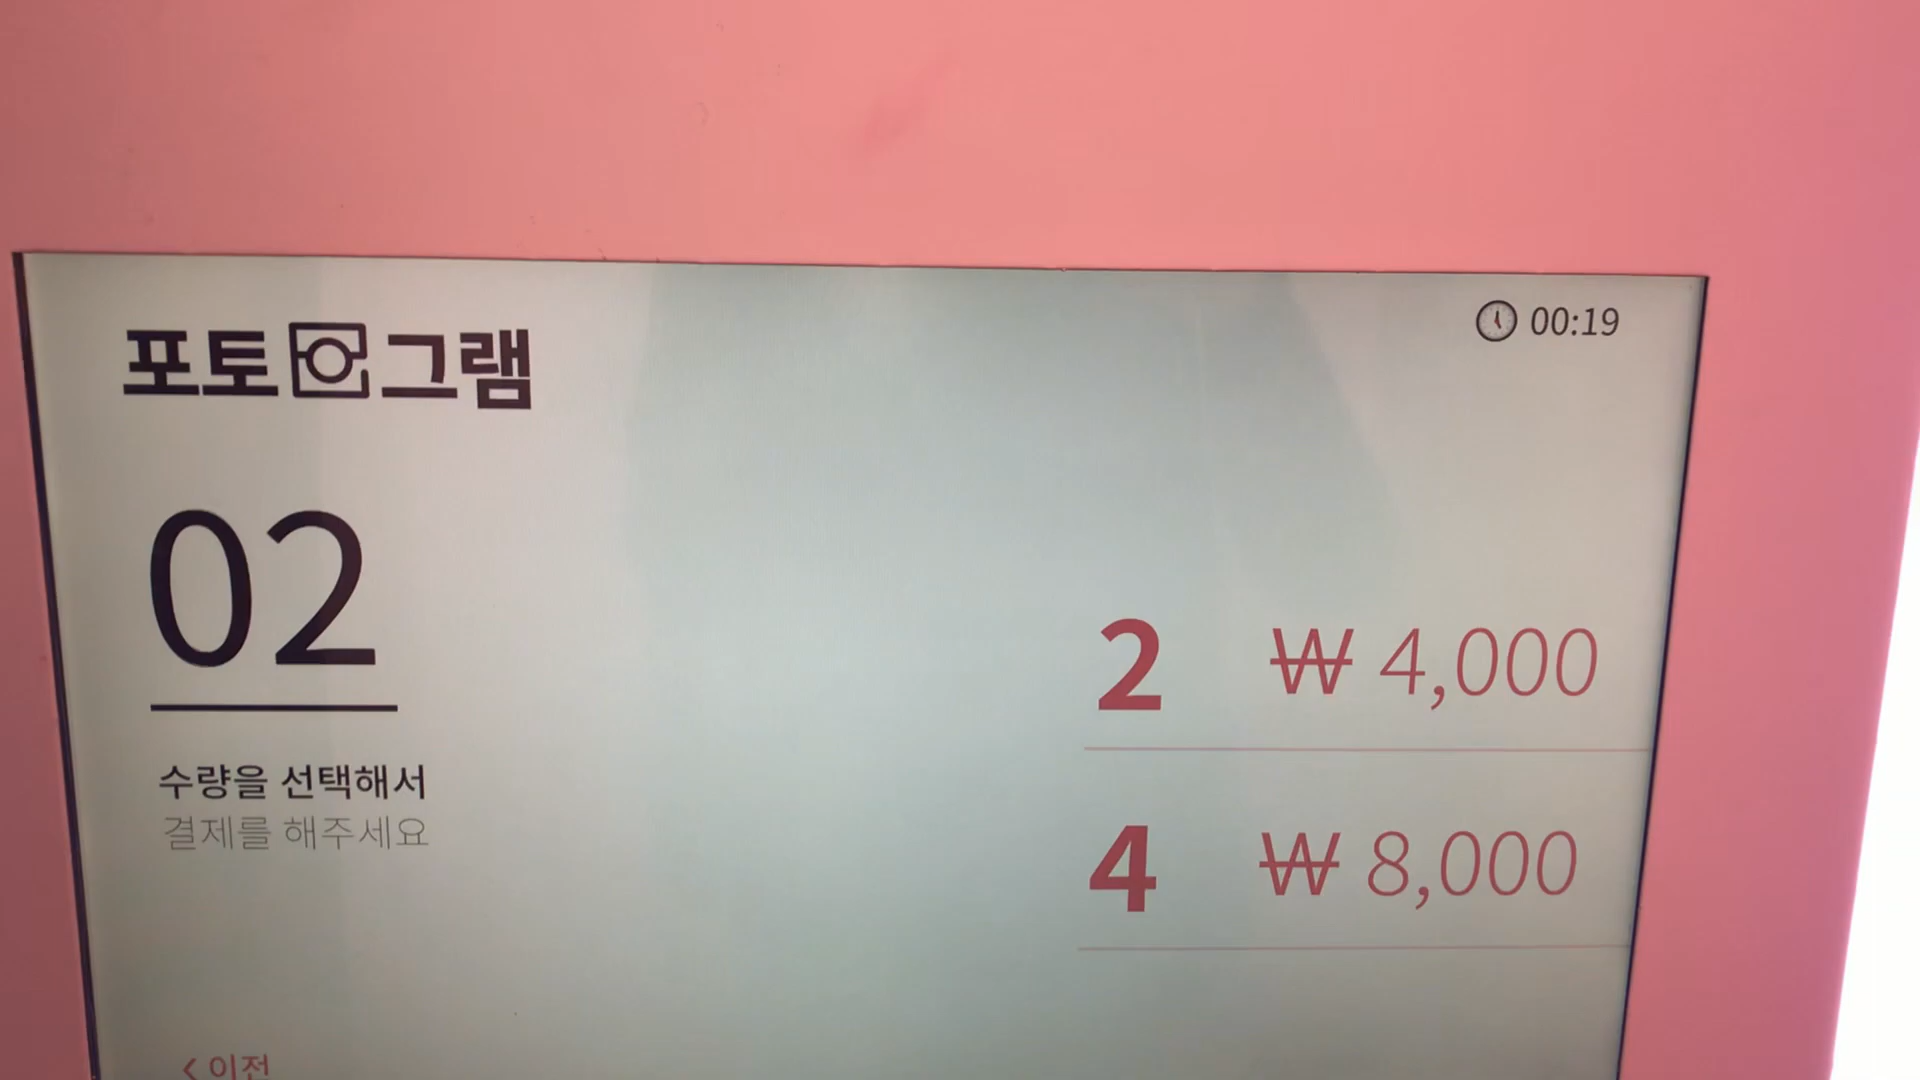 포토그램
00:19
02
수량을 선택해서
결제를 해주세요
2 ₩ 4,000
4 ₩ 8,000
< 이전